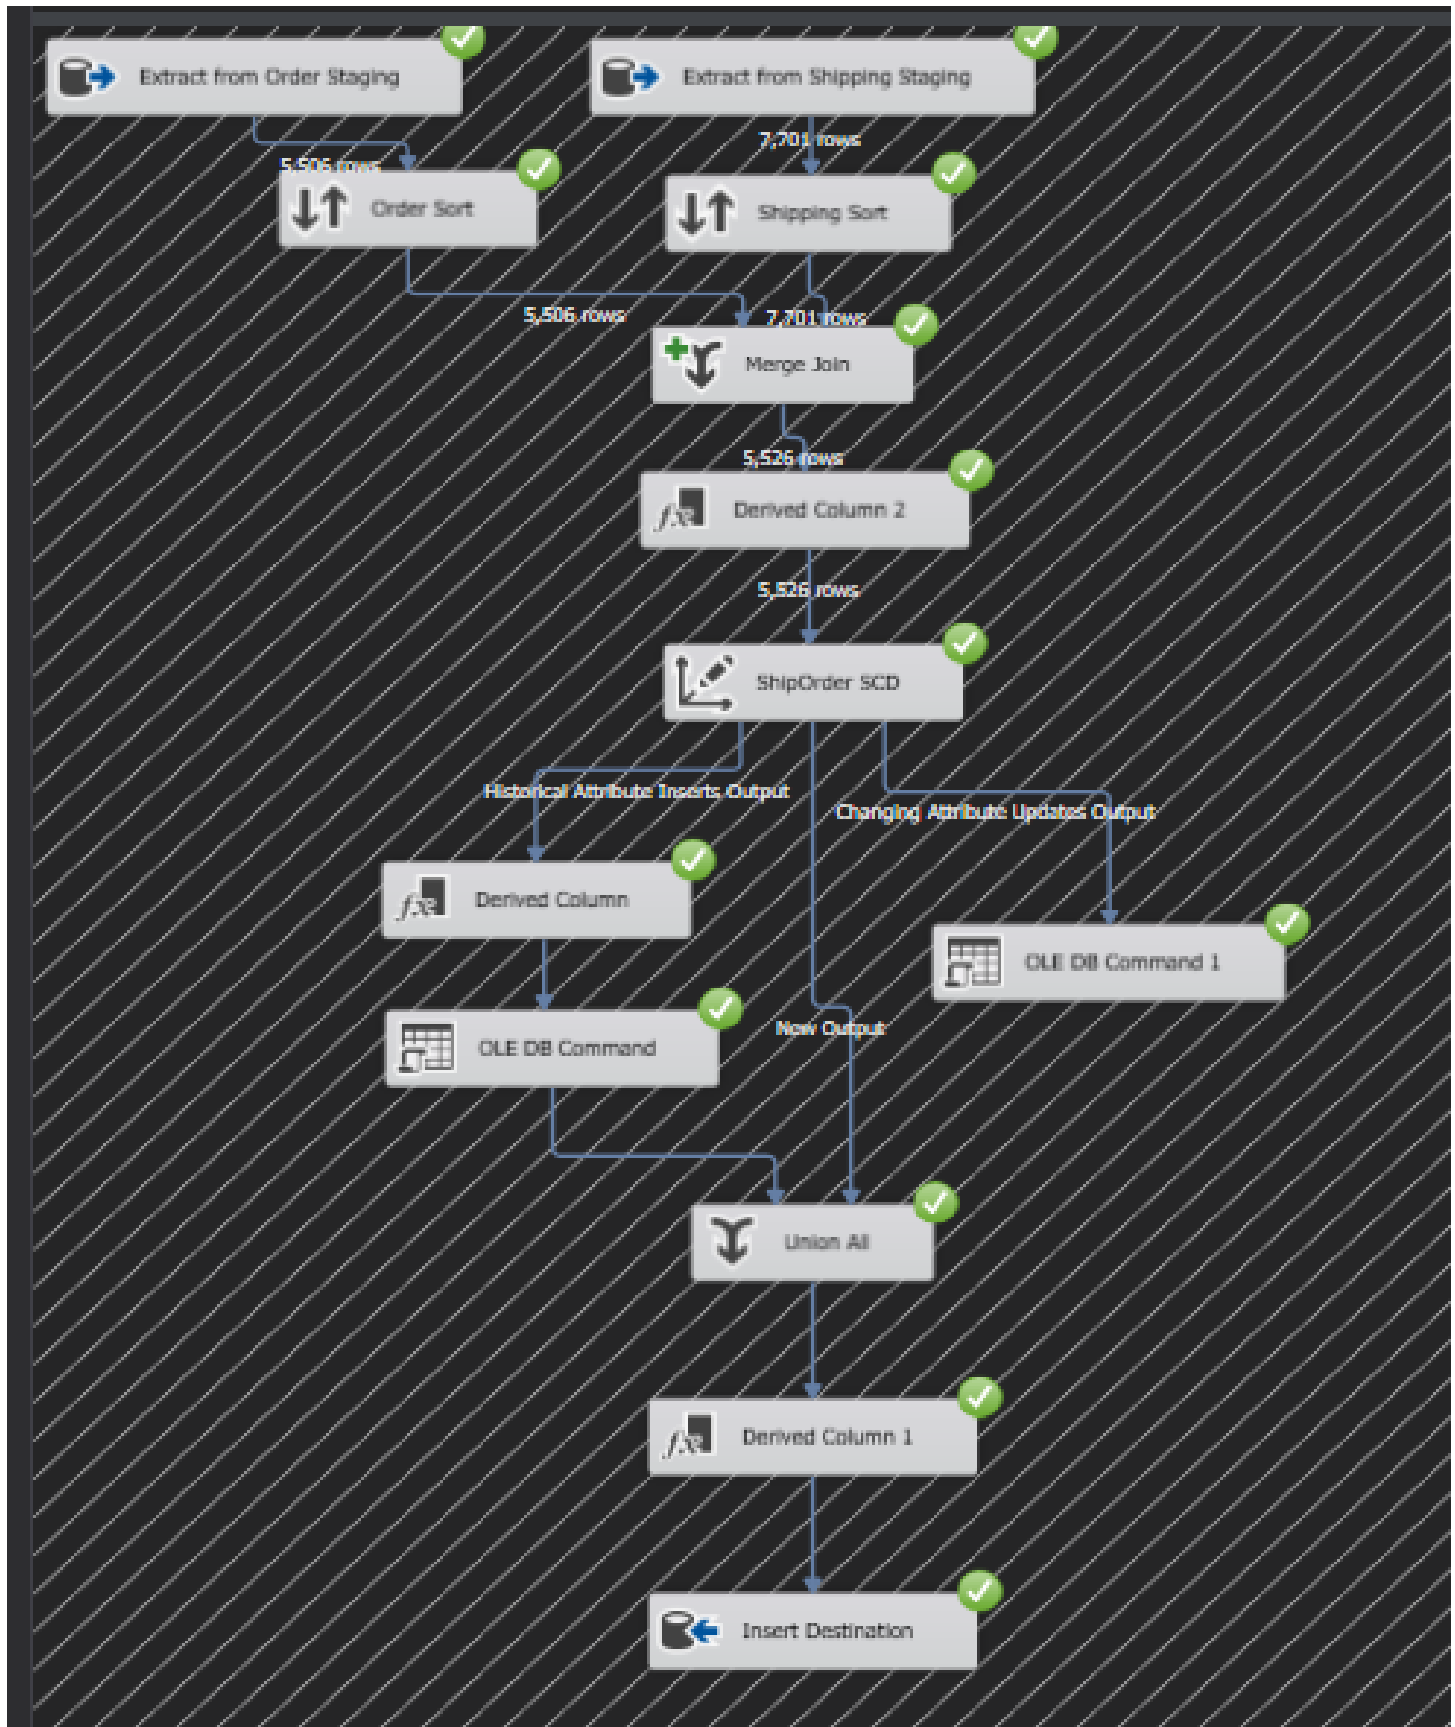 Extract from Order Staging
Extract from Shipping Staging
7,701 rows
5,506 rows
Order Sort
Shipping Sort
5,506 rows
7,701 rows
Merge Join
5,526 rows
Derived Column 2
5,526 rows
ShipOrder SCD
Historical Attribute Inserts Output
Changing Attribute Updates Output
Derived Column
OLE DB Command 1
New Output
OLE DB Command
Union All
Derived Column 1
Insert Destination